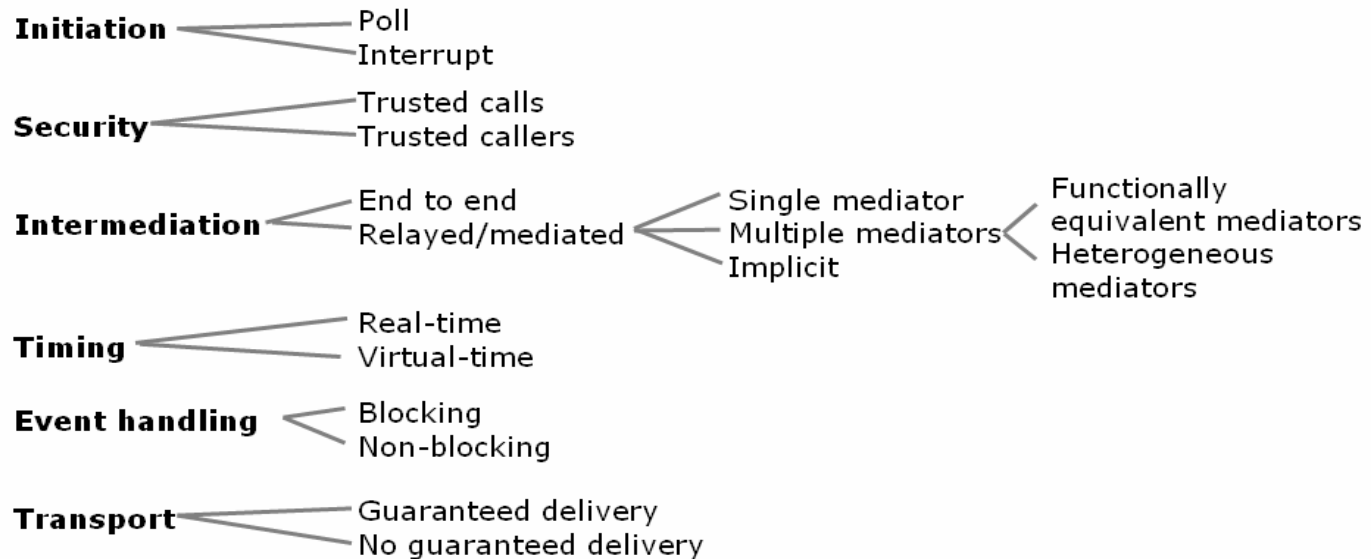 Initiation
Poll
Interrupt
Security
Trusted calls
Trusted callers
Intermediation
End to end
Relayed/mediated
Single mediator
Multiple mediators
Implicit
Functionally
equivalent mediators
Heterogeneous
mediators
Timing
Real-time
Virtual-time
Event handling
Blocking
Non-blocking
Transport
Guaranteed delivery
No guaranteed delivery